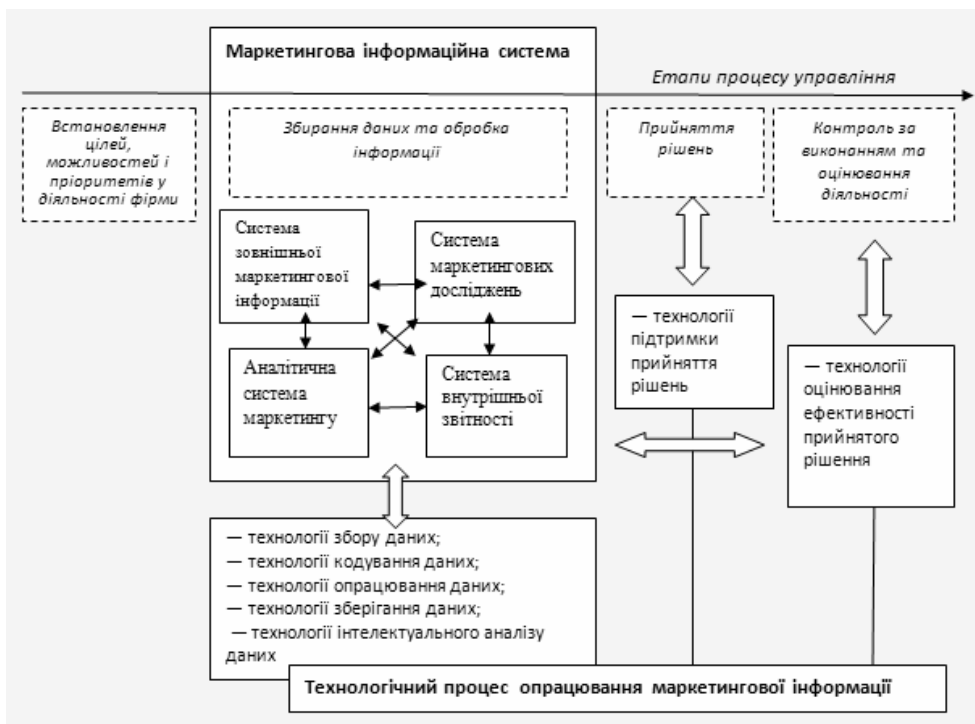 Маркетингова інформаційна система
Етапи процесу управління
Встановлення
цілей,
можливостей і
пріоритетів у
діяльності фірми
Збирання даних та обробка
інформації
Прийняття
рішень
Контроль за
виконанням та
оцінювання
діяльності
Система
зовнішньої
маркетингової
інформації
Система
маркетингових
досліджень
Аналітична
система
маркетингу
Система
внутрішньої
звітності
— технології
підтримки
прийняття
рішень
— технології
оцінювання
ефективності
прийнятого
рішення
— технології збору даних;
— технології кодування даних;
— технології опрацювання даних;
— технології зберігання даних;
— технології інтелектуального аналізу
даних
Технологічний процес опрацювання маркетингової інформації